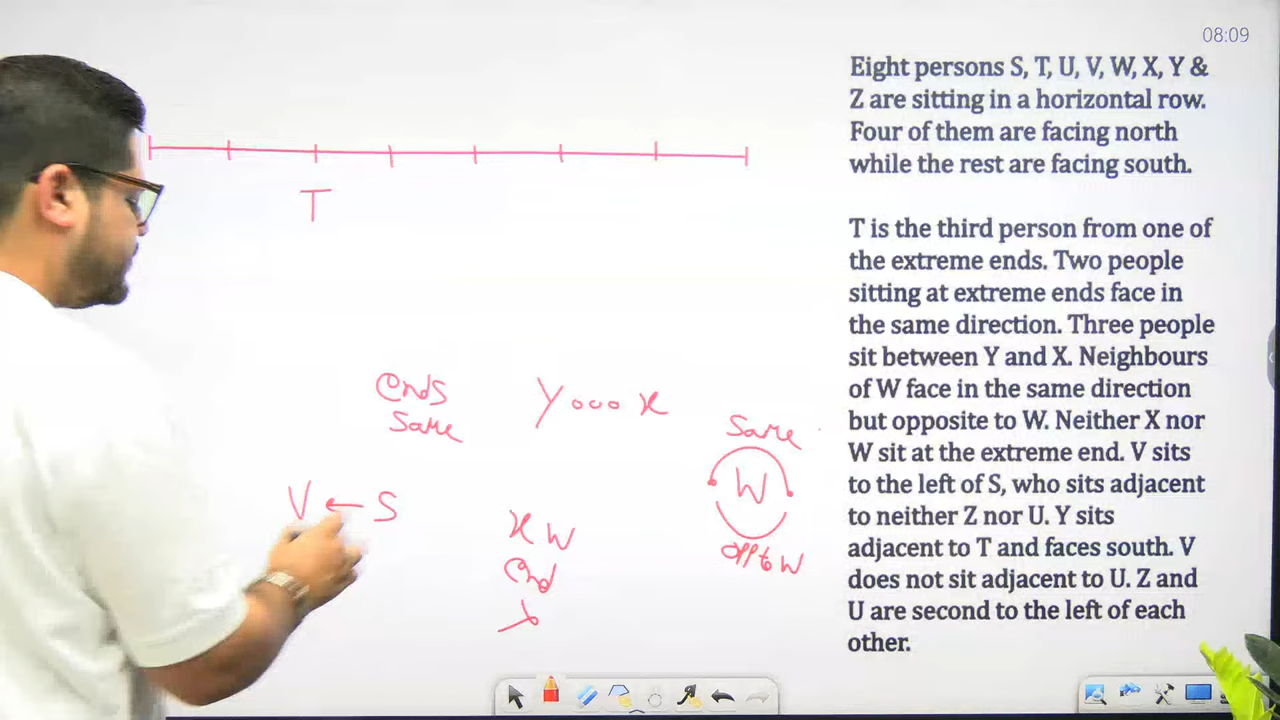 08:09
Eight persons S, T, U, V, W, X, Y &
Z are sitting in a horizontal row.
Four of them are facing north
while the rest are facing south.
T is the third person from one of
the extreme ends. Two people
sitting at extreme ends face in
the same direction. Three people
sit between Y and X. Neighbours
of W face in the same direction
but opposite to W. Neither X nor
W sit at the extreme end. V sits
to the left of S, who sits adjacent
to neither Z nor U. Y sits
adjacent to T and faces south. V
does not sit adjacent to U. Z and
U are second to the left of each
other.
T
Ends
Same
Y ooo x
Same
W
opp to W
V ← S
x W
End
x